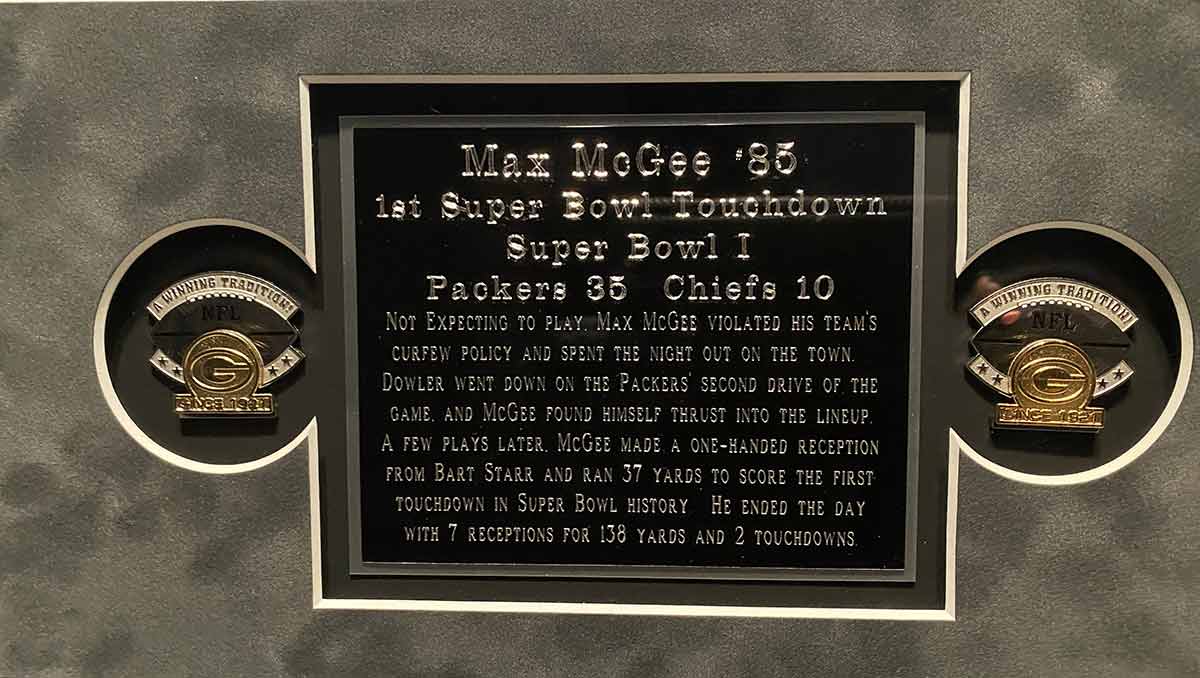 Max McGee #85
1st Super Bowl Touchdown
Super Bowl I
Packers 35 Chiefs 10
NOT EXPECTING TO PLAY, MAX MCGEE VIOLATED HIS TEAM'S
CURFEW POLICY AND SPENT THE NIGHT OUT ON THE TOWN.
DOWLER WENT DOWN ON THE PACKERS' SECOND DRIVE OF THE
GAME, AND MCGEE FOUND HIMSELF THRUST INTO THE LINEUP.
A FEW PLAYS LATER, MCGEE MADE A ONE-HANDED RECEPTION
FROM BART STARR AND RAN 37 YARDS TO SCORE THE FIRST
TOUCHDOWN IN SUPER BOWL HISTORY. HE ENDED THE DAY
WITH 7 RECEPTIONS FOR 138 YARDS AND 2 TOUCHDOWNS.
A WINNING TRADITION!
NFL
G
SINCE 1921
A WINNING TRADITION!
NFL
G
SINCE 1921